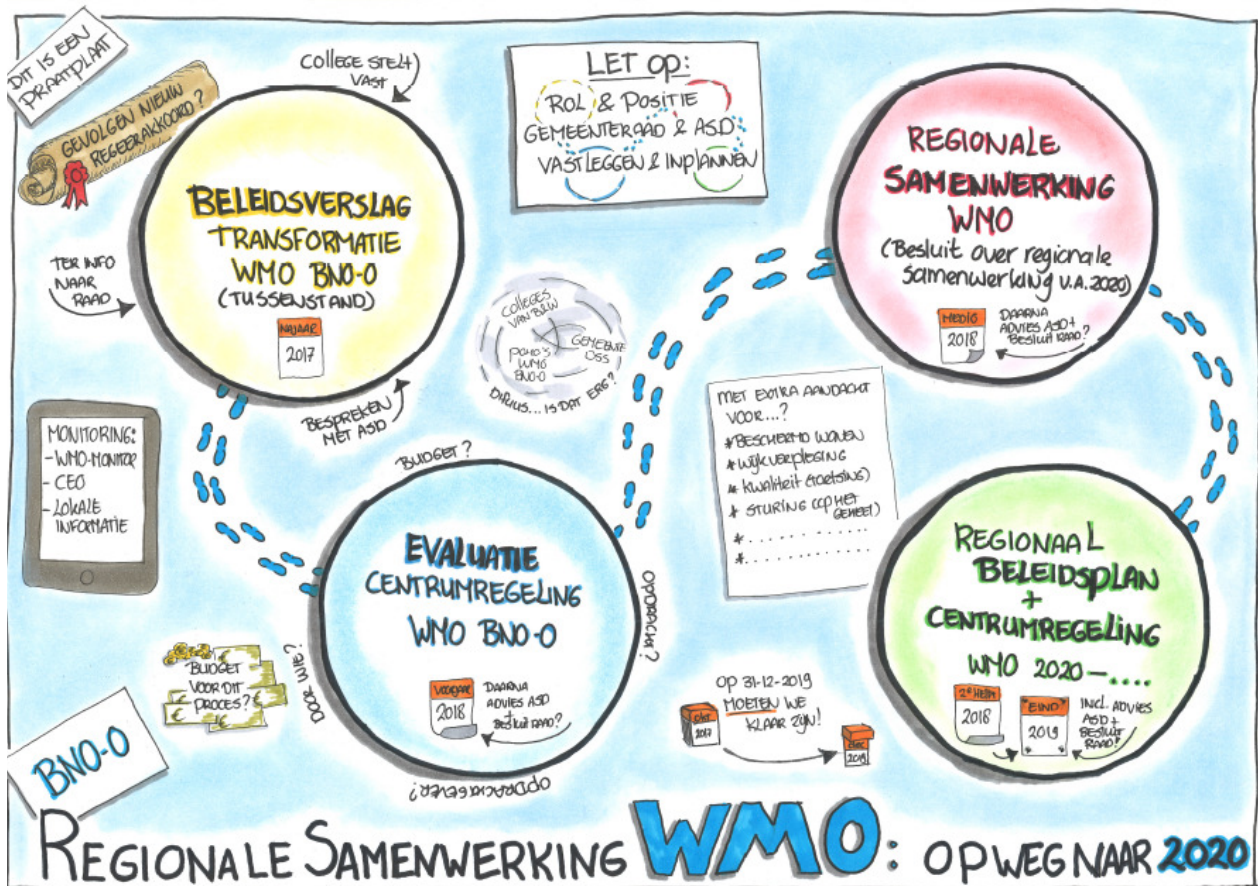 DIT IS EEN
PRAATPLAAT
GEVOLGEN NIEUW
REGEERAKKOORD?
COLLEGE STELT
VAST
BELEIDSVERSLAG
TRANSFORMATIE
WMO BNO-O
(TUSSENSTAND)
NAJAAR
2017
TER INFO
NAAR
RAAD
BESPREKEN
MET ASD
LET OP:
ROL & POSITIE
GEMEENTERAAD & ASD
VASTLEGGEN & INPLANNEN
COLLEGES
VAN B&W
GEMEENTE
OSS
POHO'S
WMO
BNO-O
DIFUUS... IS DAT ERG?
REGIONALE
SAMENWERKING
WMO
(Besluit over regionale
samenwerking v.a. 2020)
MEDIO
2018
DAARNA
ADVIES ASD +
BESLUIT RAAD?
MONITORING:
- WMO-MONITOR
- CEO
- LOKALE
INFORMATIE
MET EXTRA AANDACHT
VOOR...?
* BESCHERMD WONEN
* WIJKVERPLEGING
* KWALITEIT (TOETSING)
* STURING (OP HET
GEHEEL)
* . . . . . . . . . . .
* . . . . . . . . . . .
BUDGET?
OPDRACHT?
OPDRACHTGEVER?
DOOR WIE?
EVALUATIE
CENTRUMREGELING
WMO BNO-O
VOORJAAR
2018
DAARNA
ADVIES ASD
+
BESLUIT RAAD?
BUDGET
VOOR DIT
PROCES?
OP 31-12-2019
MOETEN WE
KLAAR ZIJN!
2017
DEC
2019
REGIONAAL
BELEIDSPLAN
+
CENTRUMREGELING
WMO 2020 - .....
2e HELFT
2018
"EIND"
2019
INCL. ADVIES
ASD +
BESLUIT
RAAD?
BNO-O
REGIONALE SAMENWERKING WMO: OP WEG NAAR 2020